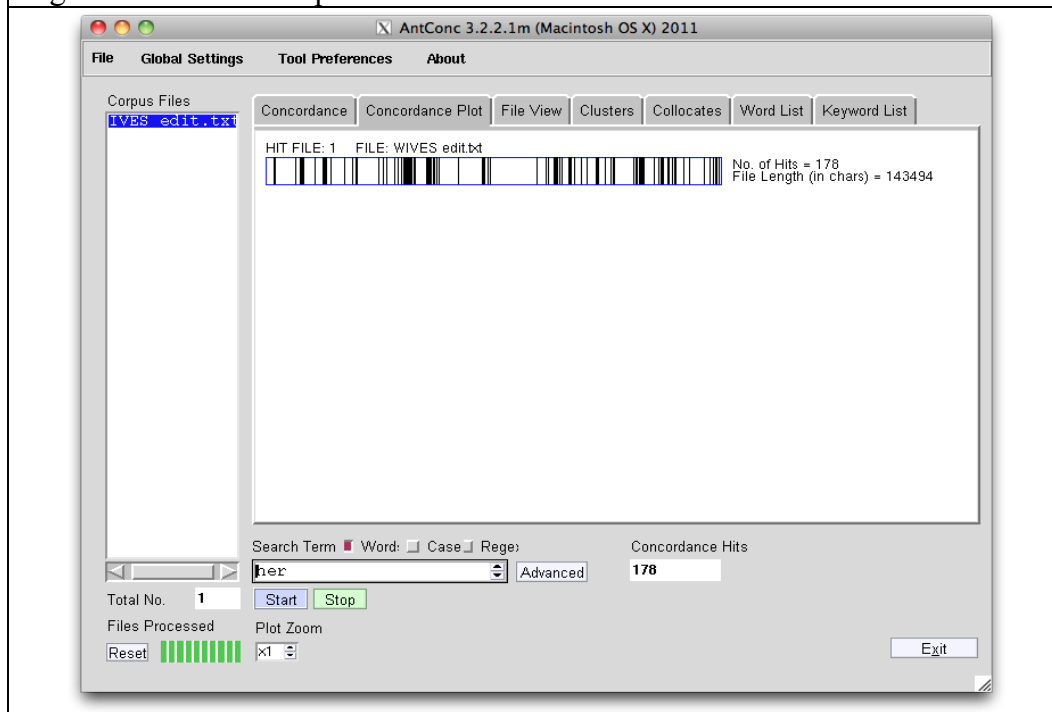 AntConc 3.2.2.1m (Macintosh OS X) 2011
File Global Settings Tool Preferences About
Corpus Files
IVES edit.txt
Concordance Concordance Plot File View Clusters Collocates Word List Keyword List
HIT FILE: 1 FILE: WIVES edit.txt
No. of Hits = 178
File Length (in chars) = 143494
Search Term Word: Case Rege
Concordance Hits
her
Advanced
178
Total No. 1
Start Stop
Files Processed
Plot Zoom
Reset
x1
Exit